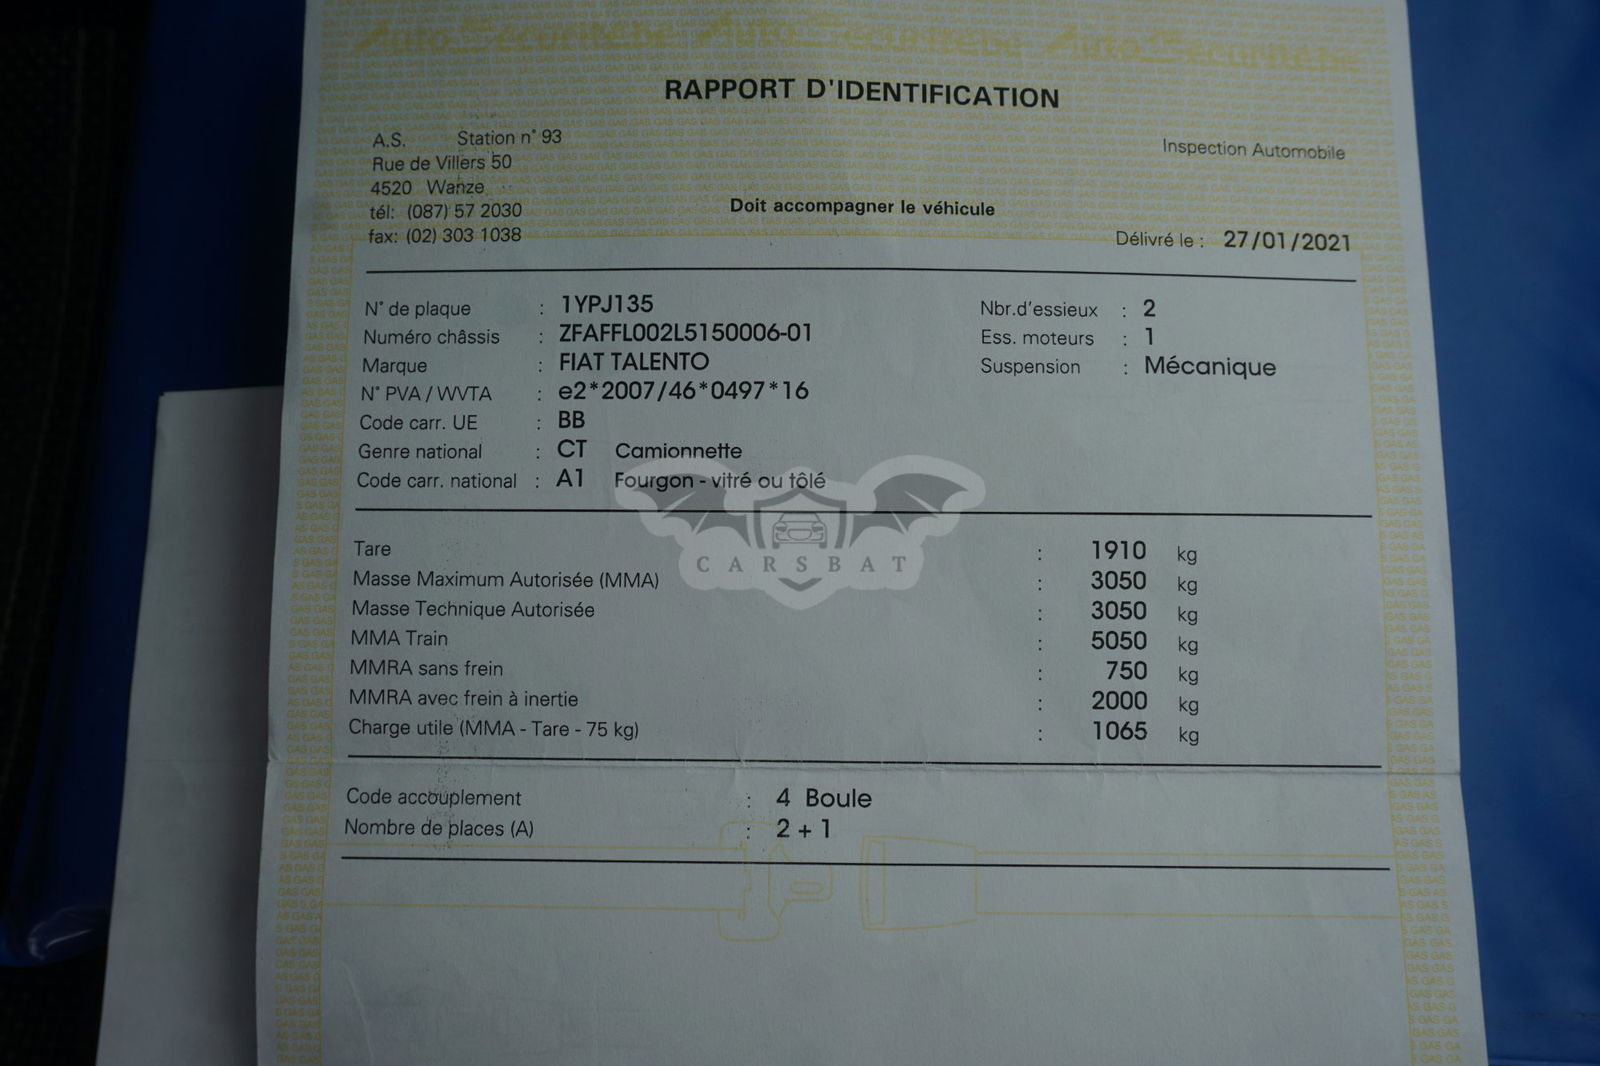 AutoSécuritébe AutoSécuritébe AutoSécuritébe
RAPPORT D'IDENTIFICATION
A.S. Station n° 93
Rue de Villers 50
4520 Wanze
tél: (087) 57 2030
fax: (02) 303 1038
Inspection Automobile
Doit accompagner le véhicule
Délivré le : 27/01/2021
N° de plaque : 1YPJ135
Numéro châssis : ZFAFFL002L5150006-01
Marque : FIAT TALENTO
N° PVA / WVTA : e2*2007/46*0497*16
Code carr. UE : BB
Genre national : CT Camionnette
Code carr. national : A1 Fourgon - vitré ou tôlé
Nbr.d'essieux : 2
Ess. moteurs : 1
Suspension : Mécanique
CARSBAT
Tare : 1910 kg
Masse Maximum Autorisée (MMA) : 3050 kg
Masse Technique Autorisée : 3050 kg
MMA Train : 5050 kg
MMRA sans frein : 750 kg
MMRA avec frein à inertie : 2000 kg
Charge utile (MMA - Tare - 75 kg) : 1065 kg
Code accouplement : 4 Boule
Nombre de places (A) : 2 + 1